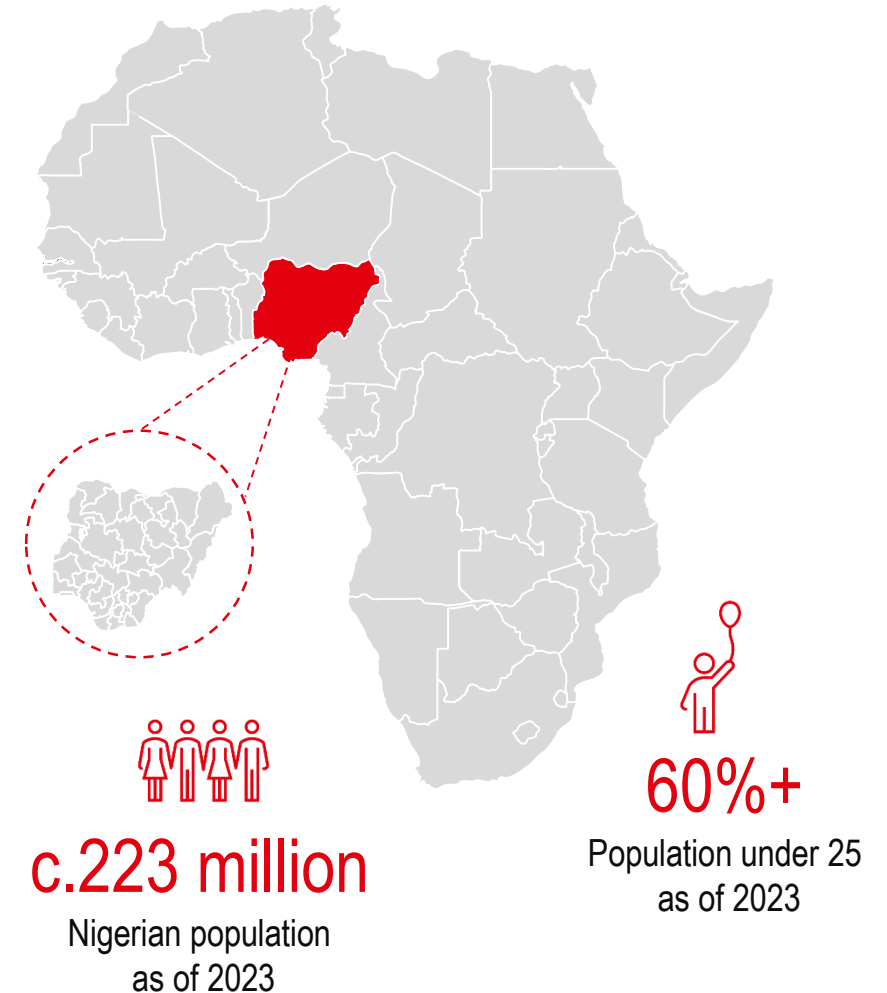 c.223 million
Nigerian population
as of 2023
60%+
Population under 25
as of 2023